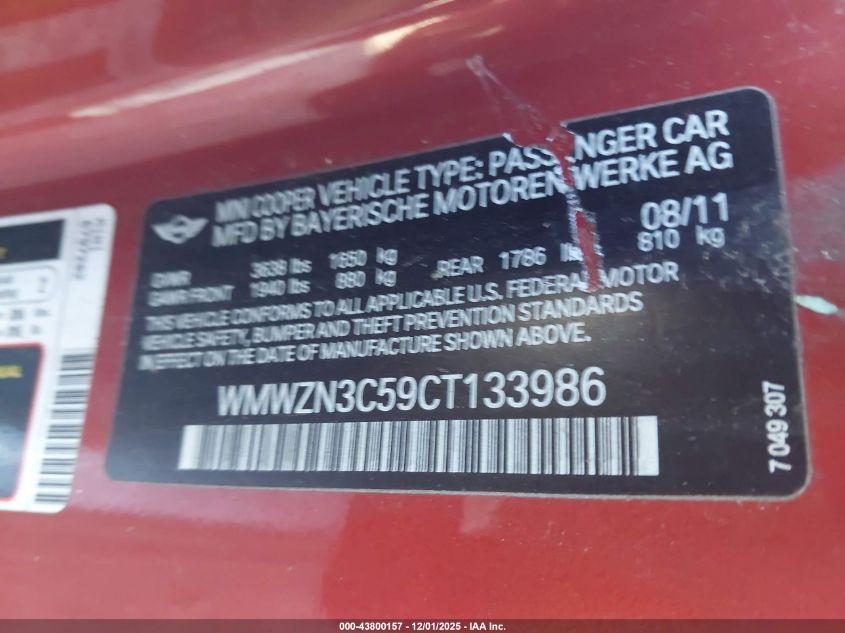 MINI COOPER VEHICLE TYPE: PASSENGER CAR
MFD BY BAYERISCHE MOTOREN WERKE AG
08/11
GVWR 3638 lbs 1650 kg
GAWR FRONT 1940 lbs 880 kg REAR 1786 lbs 810 kg
THIS VEHICLE CONFORMS TO ALL APPLICABLE U.S. FEDERAL MOTOR
VEHICLE SAFETY, BUMPER AND THEFT PREVENTION STANDARDS
IN EFFECT ON THE DATE OF MANUFACTURE SHOWN ABOVE.
WMWZN3C59CT133986
7 049 307
000-43800157 - 12/01/2025 - IAA Inc.